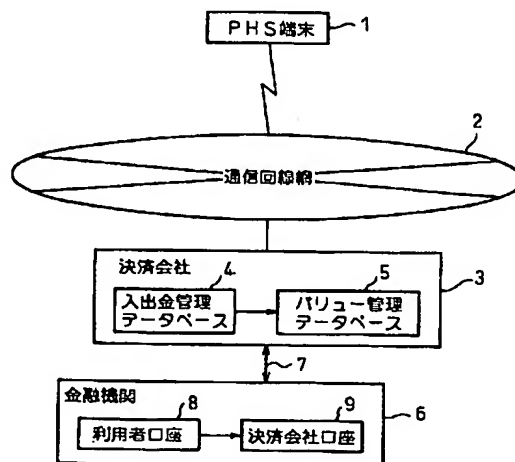 PHS端末
1
2
通信回線網
決済会社
3
4
5
入出金管理
データベース
バリュー管理
データベース
7
金融機関
6
8
9
利用者口座
決済会社口座